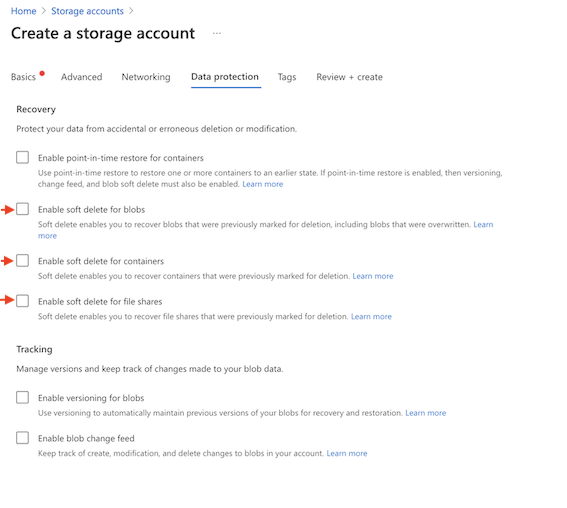 Home > Storage accounts >
Create a storage account ...
Basics Advanced Networking Data protection Tags Review + create
Recovery
Protect your data from accidental or erroneous deletion or modification.
Enable point-in-time restore for containers
Use point-in-time restore to restore one or more containers to an earlier state. If point-in-time restore is enabled, then versioning,
change feed, and blob soft delete must also be enabled. Learn more
Enable soft delete for blobs
Soft delete enables you to recover blobs that were previously marked for deletion, including blobs that were overwritten. Learn
more
Enable soft delete for containers
Soft delete enables you to recover containers that were previously marked for deletion. Learn more
Enable soft delete for file shares
Soft delete enables you to recover file shares that were previously marked for deletion. Learn more
Tracking
Manage versions and keep track of changes made to your blob data.
Enable versioning for blobs
Use versioning to automatically maintain previous versions of your blobs for recovery and restoration. Learn more
Enable blob change feed
Keep track of create, modification, and delete changes to blobs in your account. Learn more